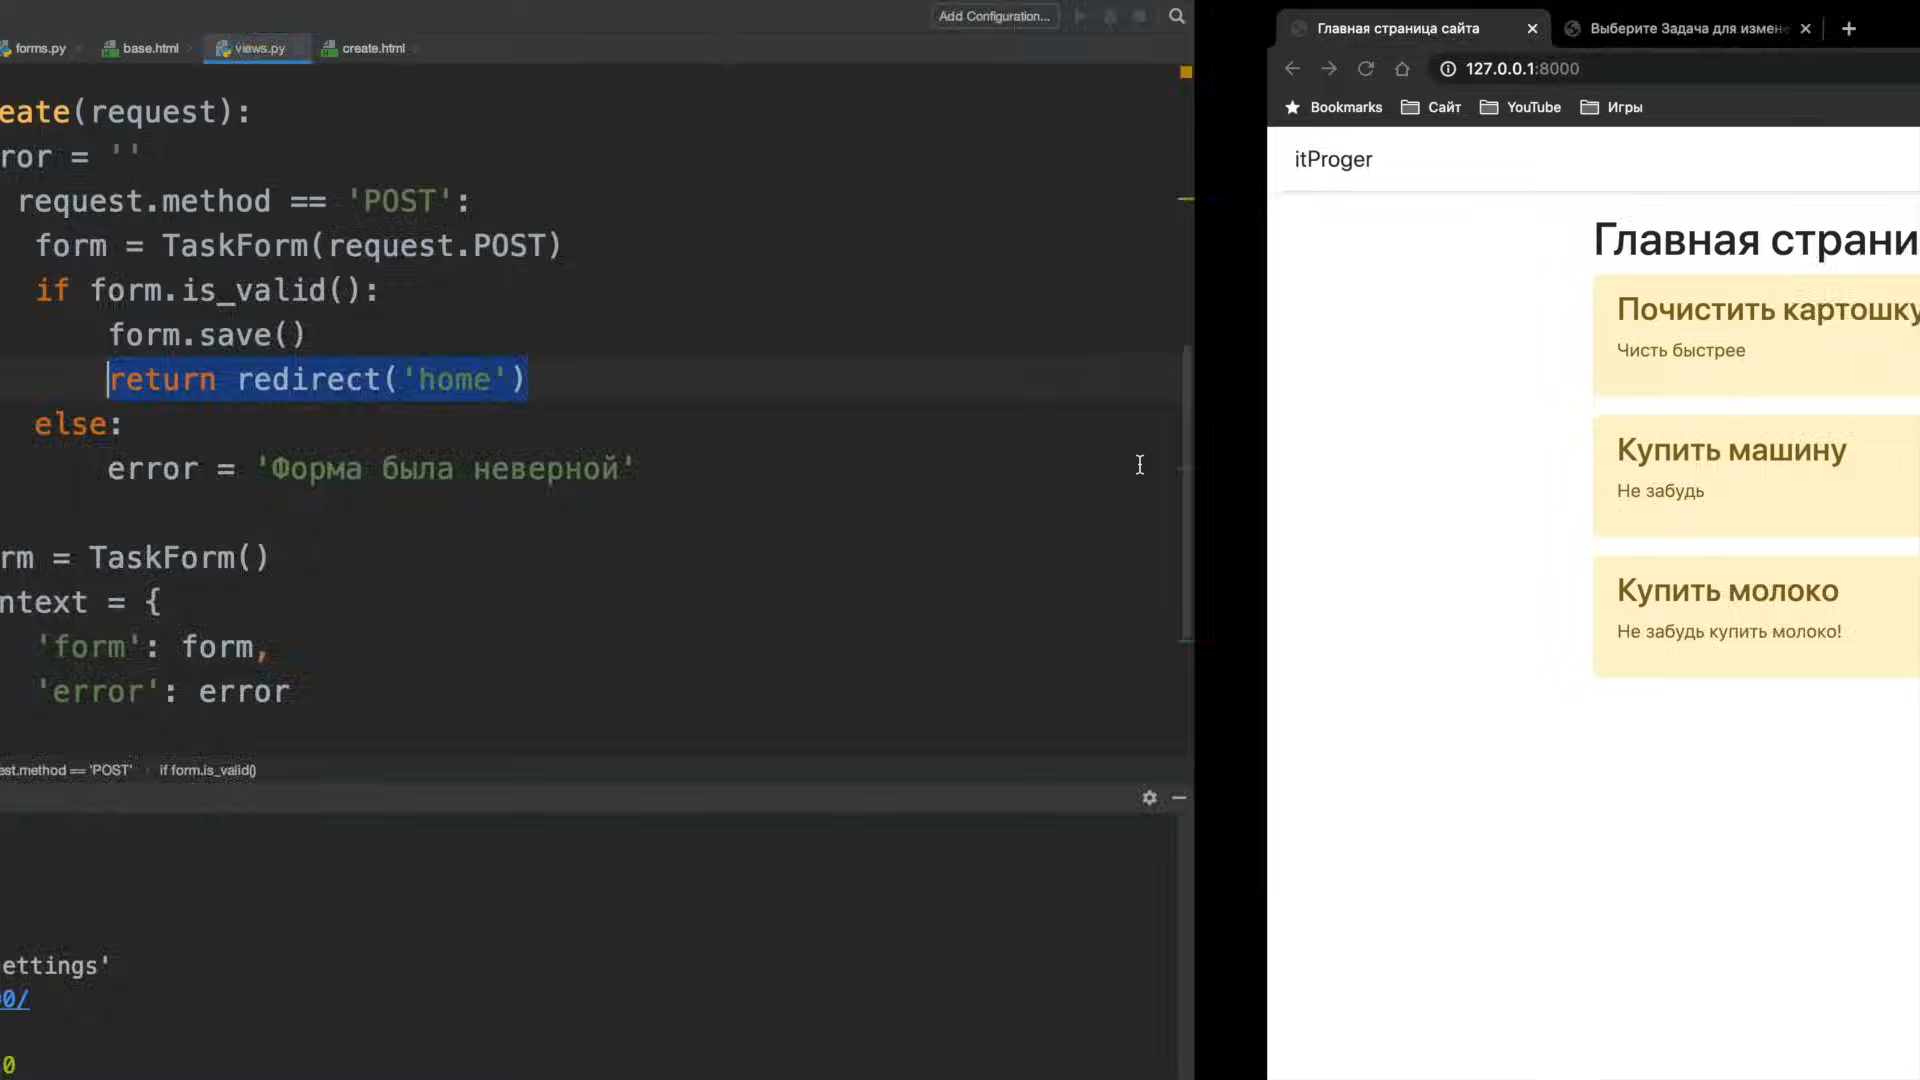 Add Configuration...
forms.py
base.html
views.py
create.html
eate(request):
ror = ''
request.method == 'POST':
form = TaskForm(request.POST)
if form.is_valid():
form.save()
return redirect('home')
else:
error = 'Форма была неверной'
rm = TaskForm()
ntext = {
'form': form,
'error': error
est.method == 'POST'
if form.is_valid()
ettings'
0/
0
Главная страница сайта
Выберите Задача для измене
127.0.0.1:8000
Bookmarks
Сайт
YouTube
Игры
itProger
Главная страни
Почистить картошку
Чисть быстрее
Купить машину
Не забудь
Купить молоко
Не забудь купить молоко!